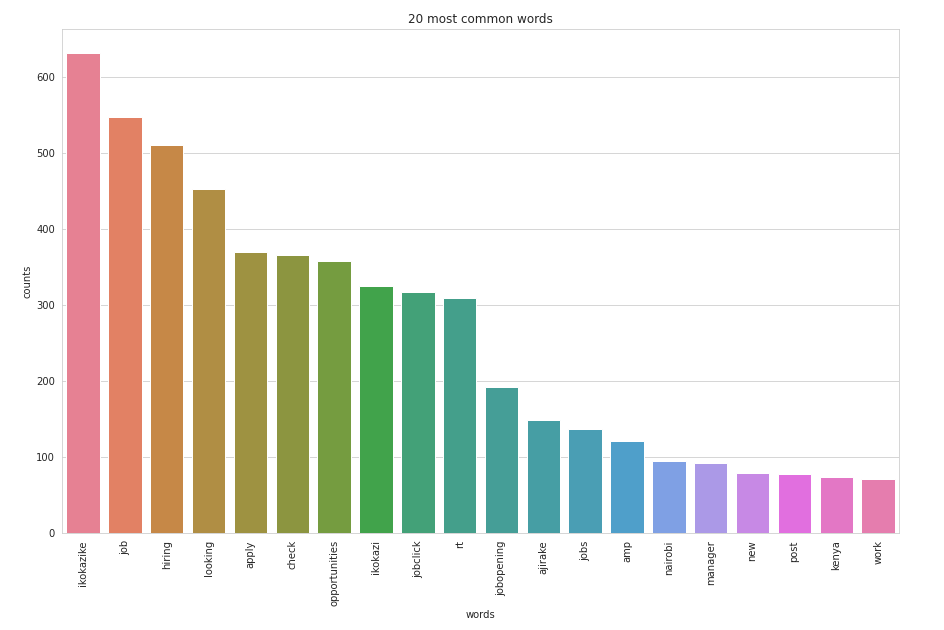 20 most common words
counts
600
500
400
300
200
100
0
ikokazike
job
hiring
looking
apply
check
opportunities
ikokazi
jobclick
rt
jobopening
ajirake
jobs
amp
nairobi
manager
new
post
kenya
work
words